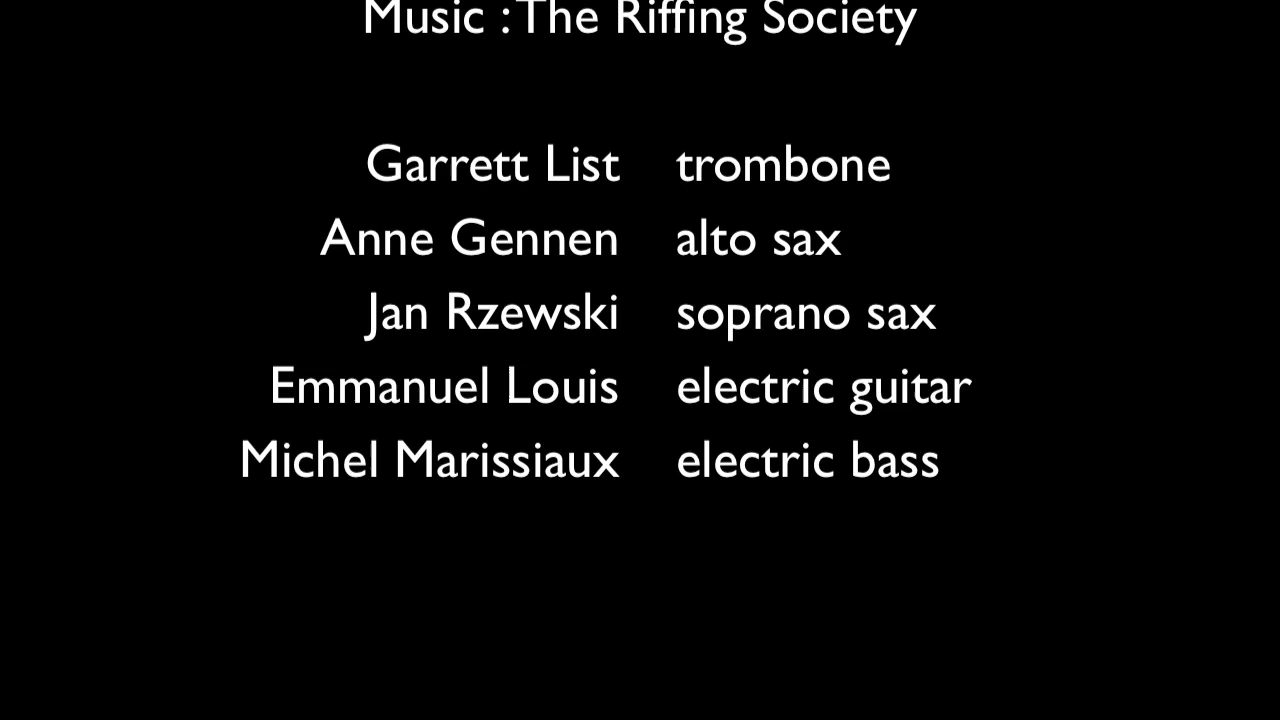 Music : The Riffing Society
Garrett List trombone
Anne Gennen alto sax
Jan Rzewski soprano sax
Emmanuel Louis electric guitar
Michel Marissiaux electric bass